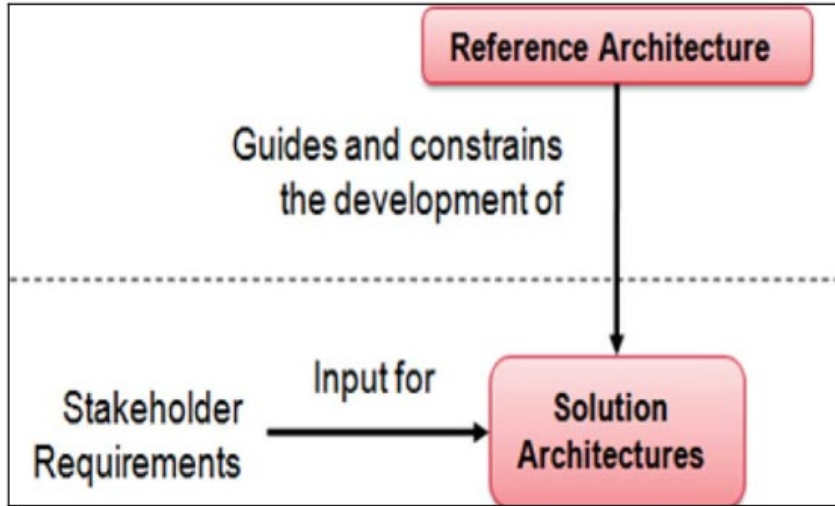 Reference Architecture
Guides and constrains
the development of
Input for
Stakeholder
Requirements
Solution
Architectures